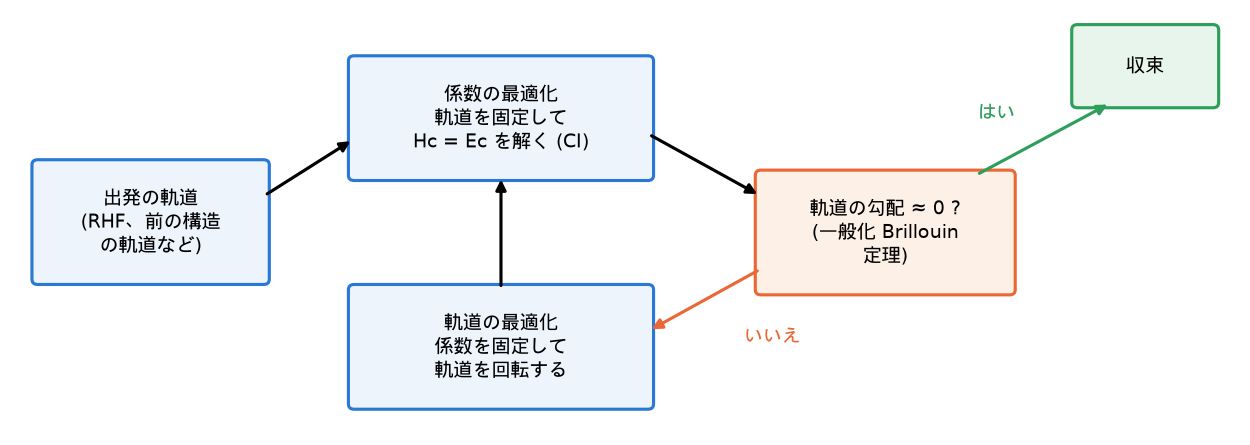 出発の軌道
(RHF、前の構造
の軌道など)
係数の最適化
軌道を固定して
Hc = Ec を解く (CI)
軌道の勾配 ≈ 0 ?
(一般化 Brillouin
定理)
はい
収束
いいえ
軌道の最適化
係数を固定して
軌道を回転する